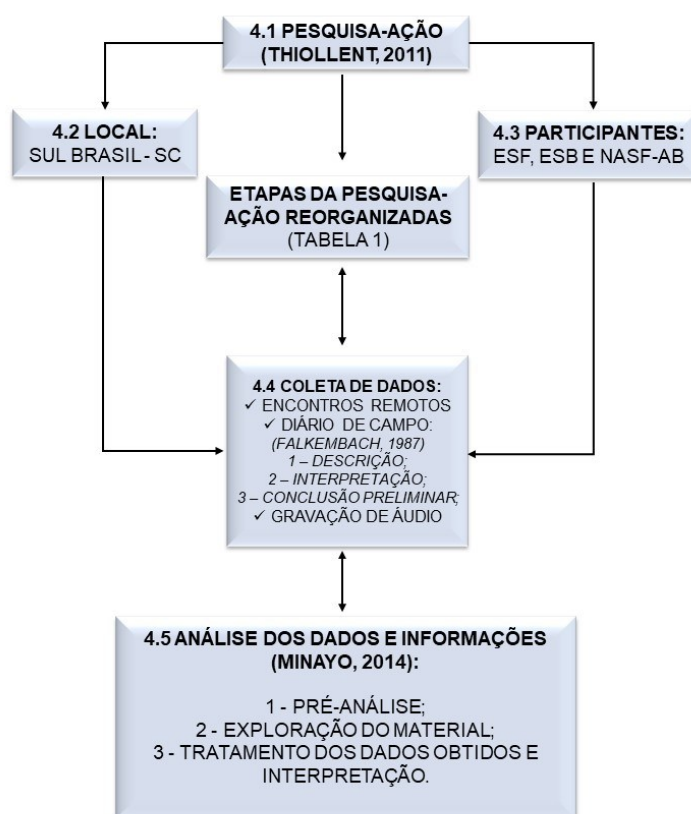 4.1 PESQUISA-AÇÃO
(THIOLLENT, 2011)
4.2 LOCAL:
SUL BRASIL- SC
4.3 PARTICIPANTES:
ESF, ESB E NASF-AB
ETAPAS DA PESQUISA-
AÇÃO REORGANIZADAS
(TABELA 1)
4.4 COLETA DE DADOS:
✓ ENCONTROS REMOTOS
✓ DIÁRIO DE CAMPO:
(FALKEMBACH, 1987)
1 – DESCRIÇÃO;
2 – INTERPRETAÇÃO;
3 – CONCLUSÃO PRELIMINAR;
✓ GRAVAÇÃO DE ÁUDIO
4.5 ANÁLISE DOS DADOS E INFORMAÇÕES
(MINAYO, 2014):
1 - PRÉ-ANÁLISE;
2 - EXPLORAÇÃO DO MATERIAL;
3 - TRATAMENTO DOS DADOS OBTIDOS E
INTERPRETAÇÃO.